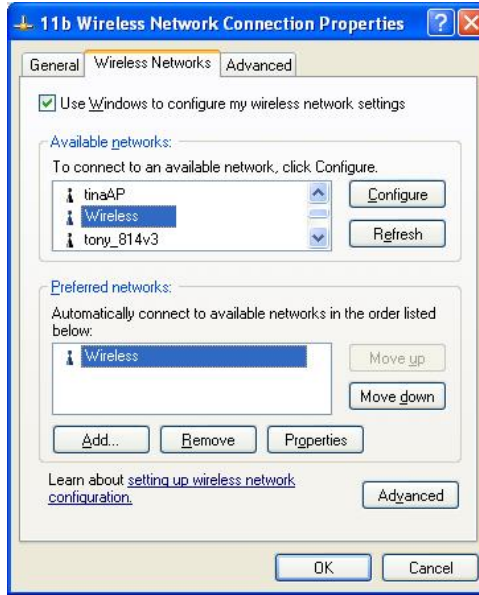 11b Wireless Network Connection Properties
General Wireless Networks Advanced
Use Windows to configure my wireless network settings
Available networks:
To connect to an available network, click Configure.
tinaAP
Wireless
tony_814v3
Configure
Refresh
Preferred networks:
Automatically connect to available networks in the order listed
below:
Wireless
Move up
Move down
Add... Remove Properties
Learn about setting up wireless network
configuration.
Advanced
OK Cancel